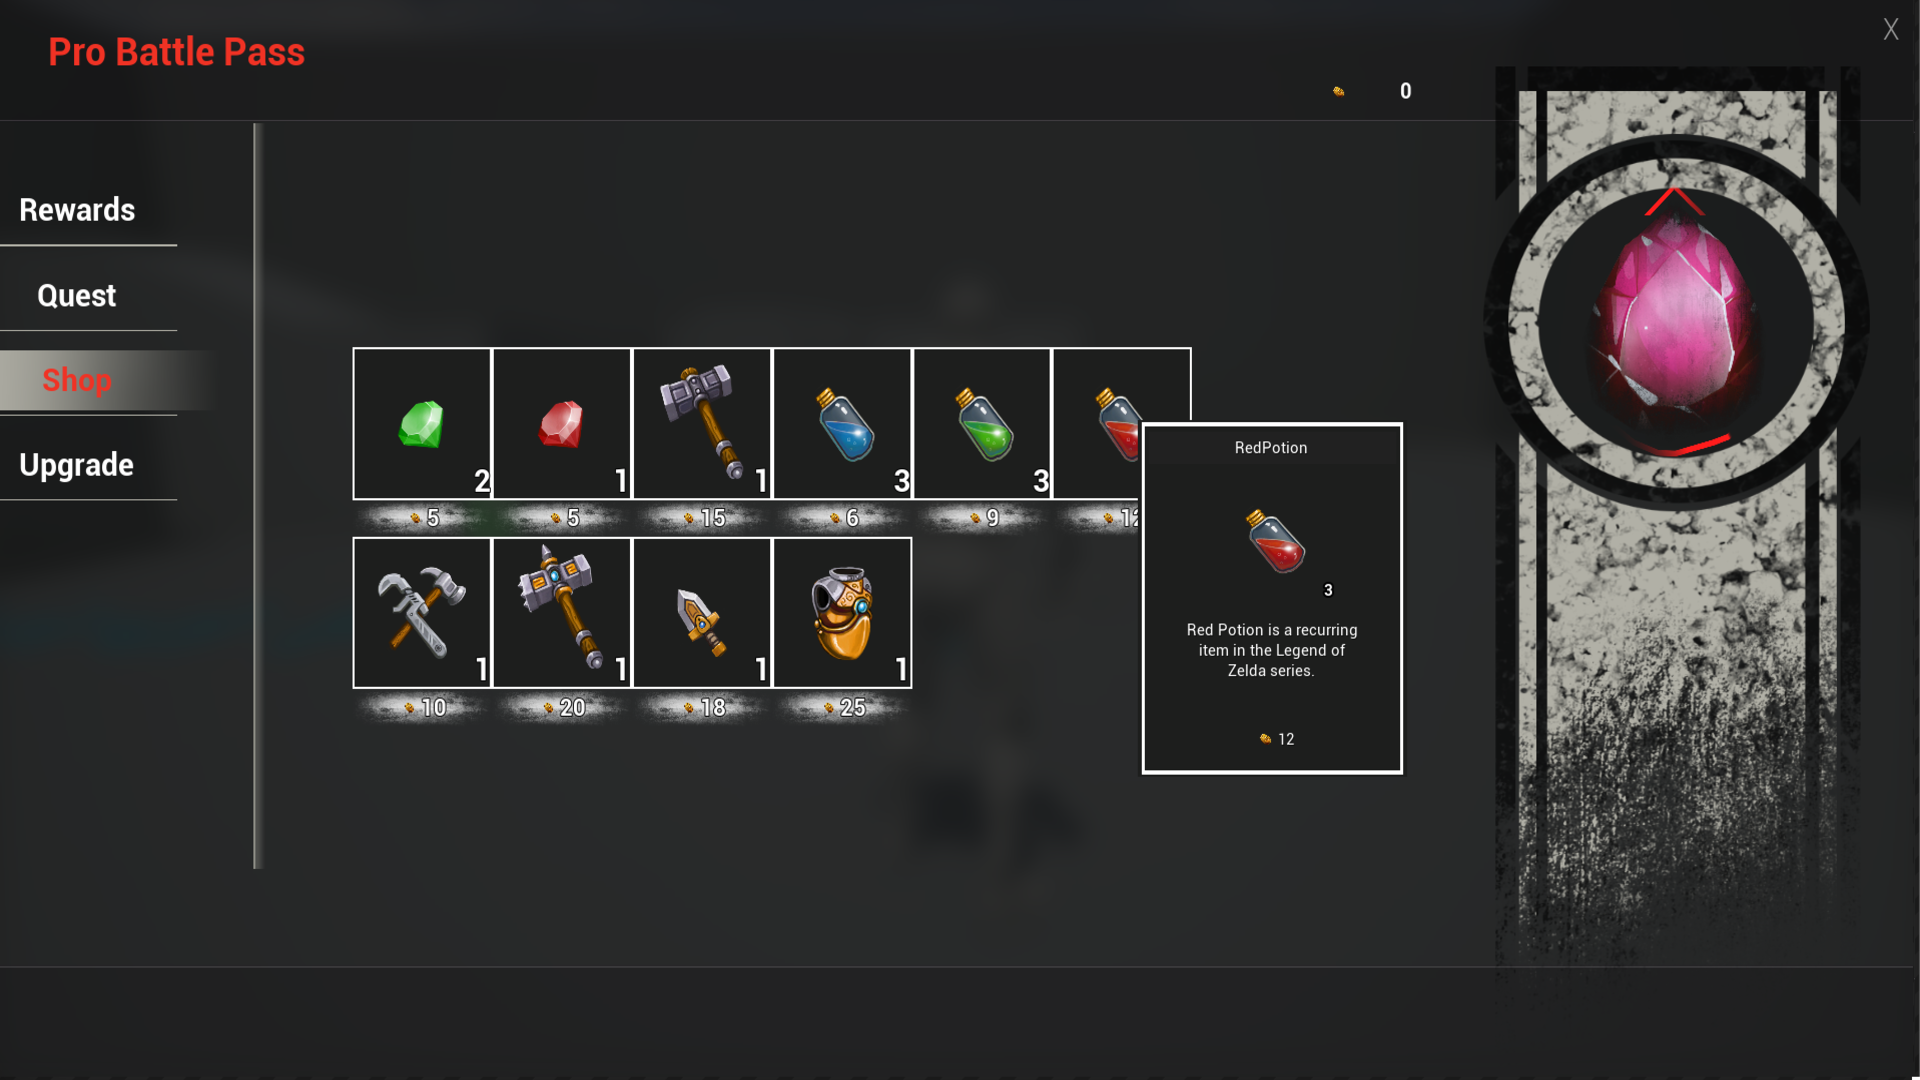 X
Pro Battle Pass
0
Rewards
Quest
Shop
Upgrade
2 1 1 3 3
5 5 15 6 9 12
1 1 1 1
10 20 18 25
RedPotion
3
Red Potion is a recurring
item in the Legend of
Zelda series.
12